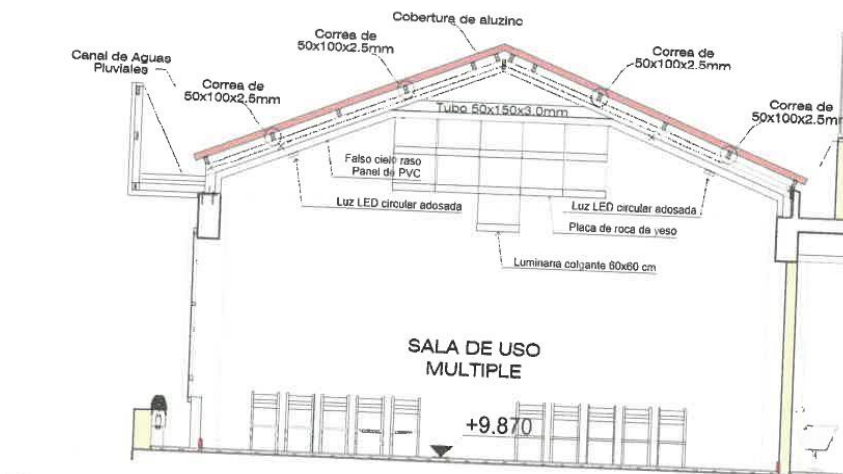 Cobertura de aluzinc
Correa de
50x100x2.5mm
Correa de
50x100x2.5mm
Canal de Aguas
Pluviales
Correa de
50x100x2.5mm
Correa de
50x100x2.5mm
Tubo 50x150x3.0mm
Falso cielo raso
Panel de PVC
Luz LED circular adosada
Luz LED circular adosada
Placa de roca de yeso
Luminaria colgante 60x60 cm
SALA DE USO
MULTIPLE
+9.870